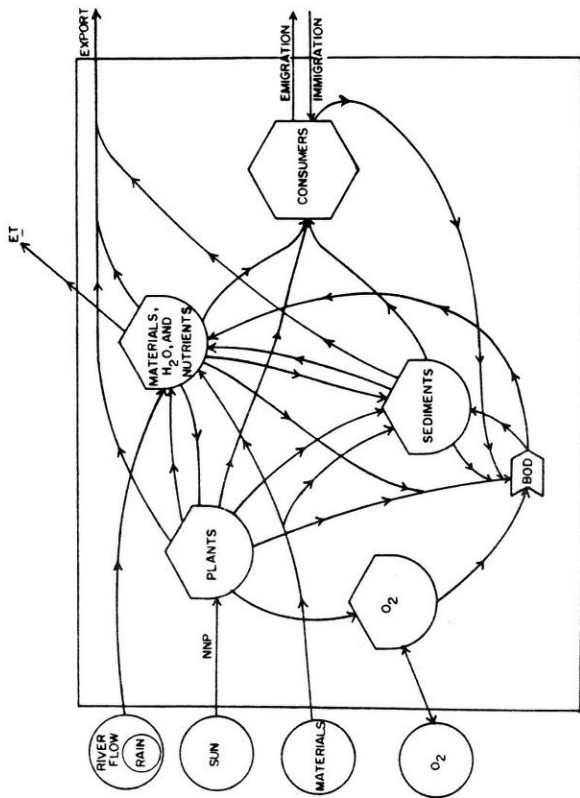 RIVER
FLOW
RAIN
SUN
MATERIALS
O2
NNP
PLANTS
O2
MATERIALS,
H2O, AND
NUTRIENTS
SEDIMENTS
BOD
CONSUMERS
ET
EXPORT
EMIGRATION
IMMIGRATION